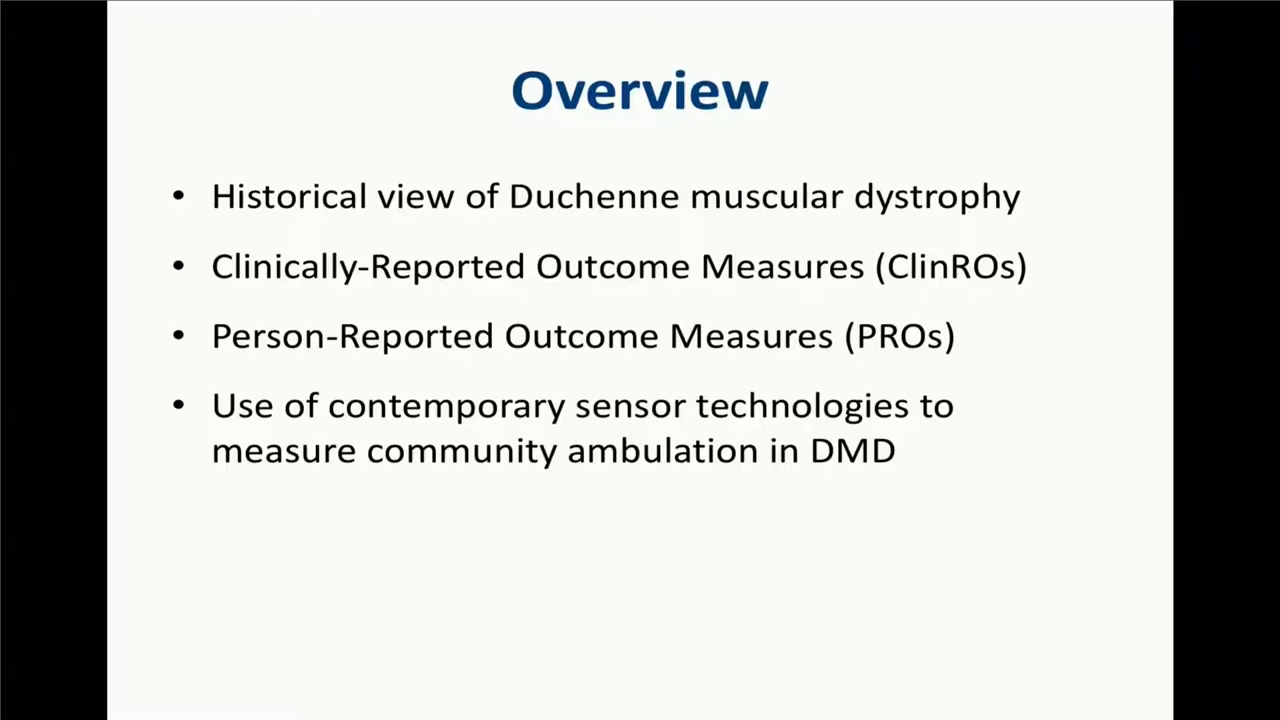 Overview
• Historical view of Duchenne muscular dystrophy
• Clinically-Reported Outcome Measures (ClinROs)
• Person-Reported Outcome Measures (PROs)
• Use of contemporary sensor technologies to
measure community ambulation in DMD